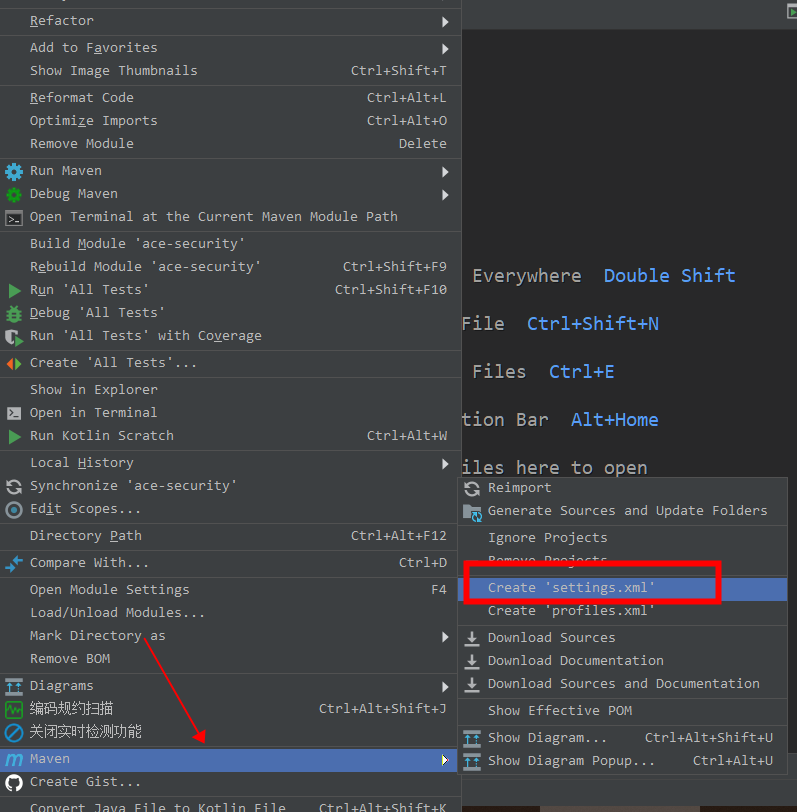 Refactor
Add to Favorites
Show Image Thumbnails Ctrl+Shift+T
Reformat Code Ctrl+Alt+L
Optimize Imports Ctrl+Alt+O
Remove Module Delete
Run Maven
Debug Maven
Open Terminal at the Current Maven Module Path
Build Module 'ace-security'
Rebuild Module 'ace-security' Ctrl+Shift+F9
Run 'All Tests' Ctrl+Shift+F10
Debug 'All Tests'
Run 'All Tests' with Coverage
Create 'All Tests'...
Show in Explorer
Open in Terminal
Run Kotlin Scratch Ctrl+Alt+W
Local History
Synchronize 'ace-security'
Edit Scopes...
Directory Path Ctrl+Alt+F12
Compare With... Ctrl+D
Open Module Settings F4
Load/Unload Modules...
Mark Directory as
Remove BOM
Diagrams
编码规约扫描 Ctrl+Alt+Shift+J
关闭实时检测功能
Maven
Create Gist...
Convert Java File to Kotlin File Ctrl+Alt+Shift+K
Everywhere Double Shift
File Ctrl+Shift+N
Files Ctrl+E
tion Bar Alt+Home
iles here to open
Reimport
Generate Sources and Update Folders
Ignore Projects
Remove Projects
Create 'settings.xml'
Create 'profiles.xml'
Download Sources
Download Documentation
Download Sources and Documentation
Show Effective POM
Show Diagram... Ctrl+Alt+Shift+U
Show Diagram Popup... Ctrl+Alt+U